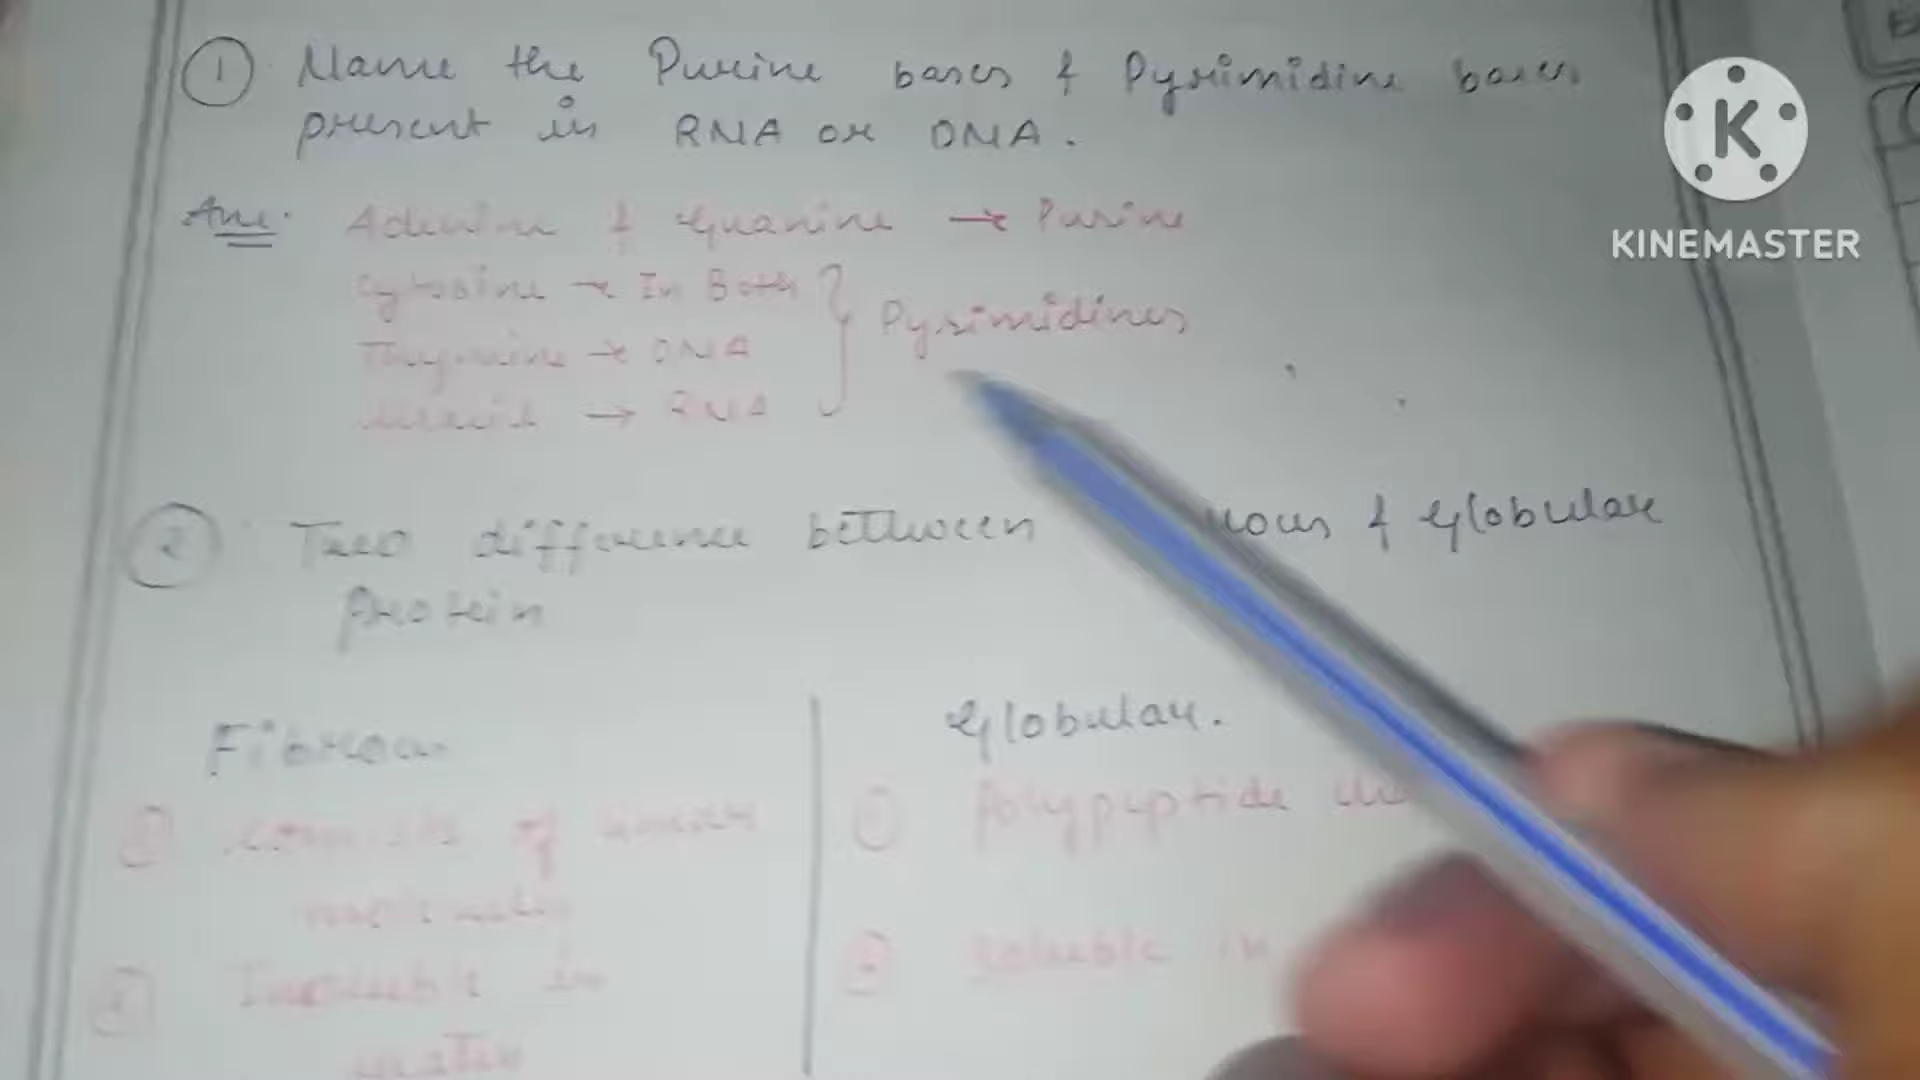 ① Name the Purine bases & Pyrimidine bases
present in RNA or DNA.
Ans. Adenine & Guanine → Purine
Cytosine → In Both
Thymine → DNA
Uracil → RNA
Pyrimidines
② Two difference between & Globular
Protein
Fibrous
Globular.
① consists of linear
molecules
② Insoluble in
water
① Polypeptide
② Soluble in
K
KINEMASTER